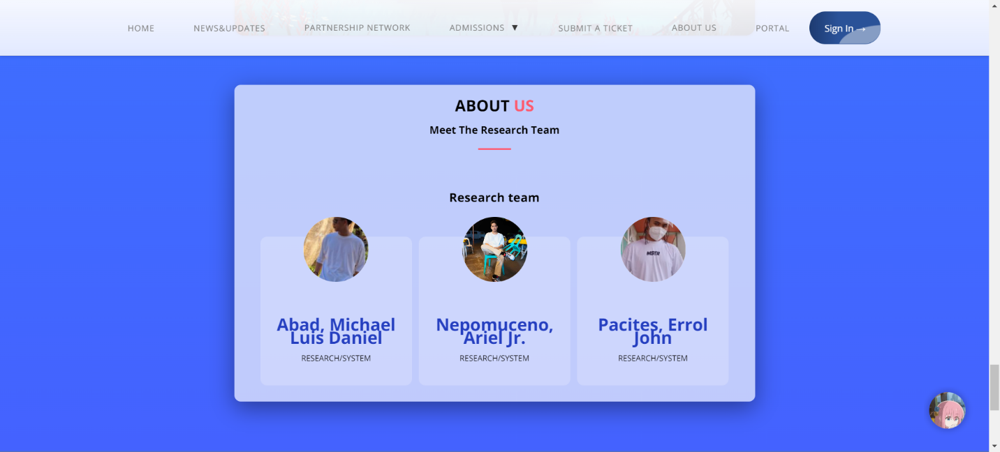 HOME NEWS&UPDATES PARTNERSHIP NETWORK ADMISSIONS ▼ SUBMIT A TICKET ABOUT US PORTAL Sign In →
ABOUT US
Meet The Research Team
Research team
MSTR
Abad, Michael
Luis Daniel
RESEARCH/SYSTEM
Nepomuceno,
Ariel Jr.
RESEARCH/SYSTEM
Pacites, Errol
John
RESEARCH/SYSTEM